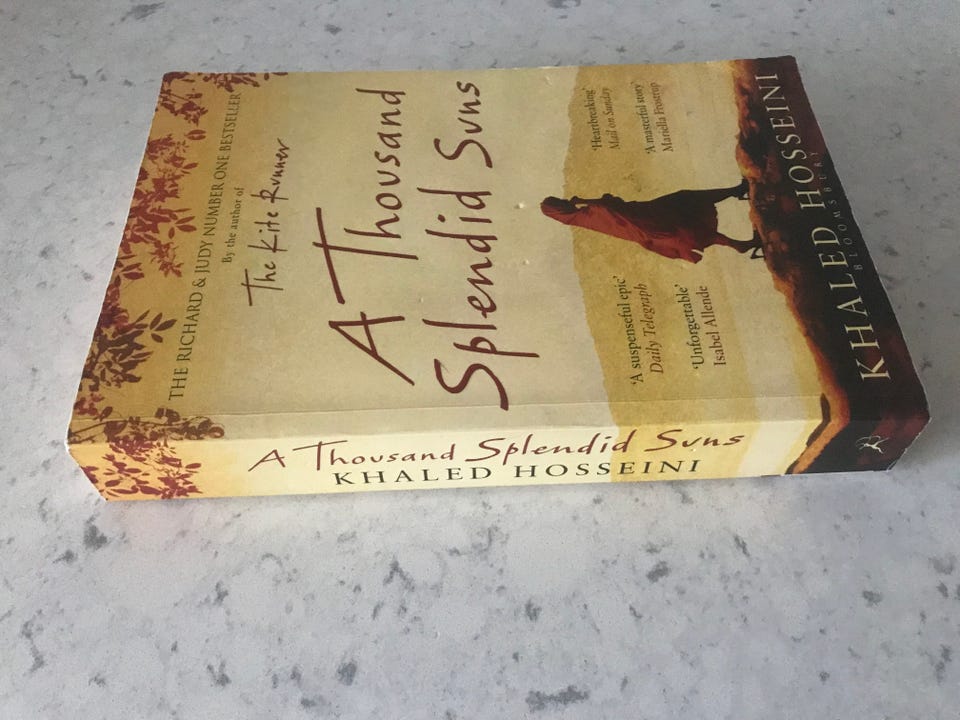 THE RICHARD & JUDY NUMBER ONE BESTSELLER
By the author of
The Kite Runner
A Thousand
Splendid Suns
'A suspenseful epic'
Daily Telegraph
'Unforgettable'
Isabel Allende
'Heartbreaking'
Mail on Sunday
'A masterful story'
Mariella Frostrup
KHALED HOSSEINI
BLOOMSBURY
A Thousand Splendid Suns
KHALED HOSSEINI